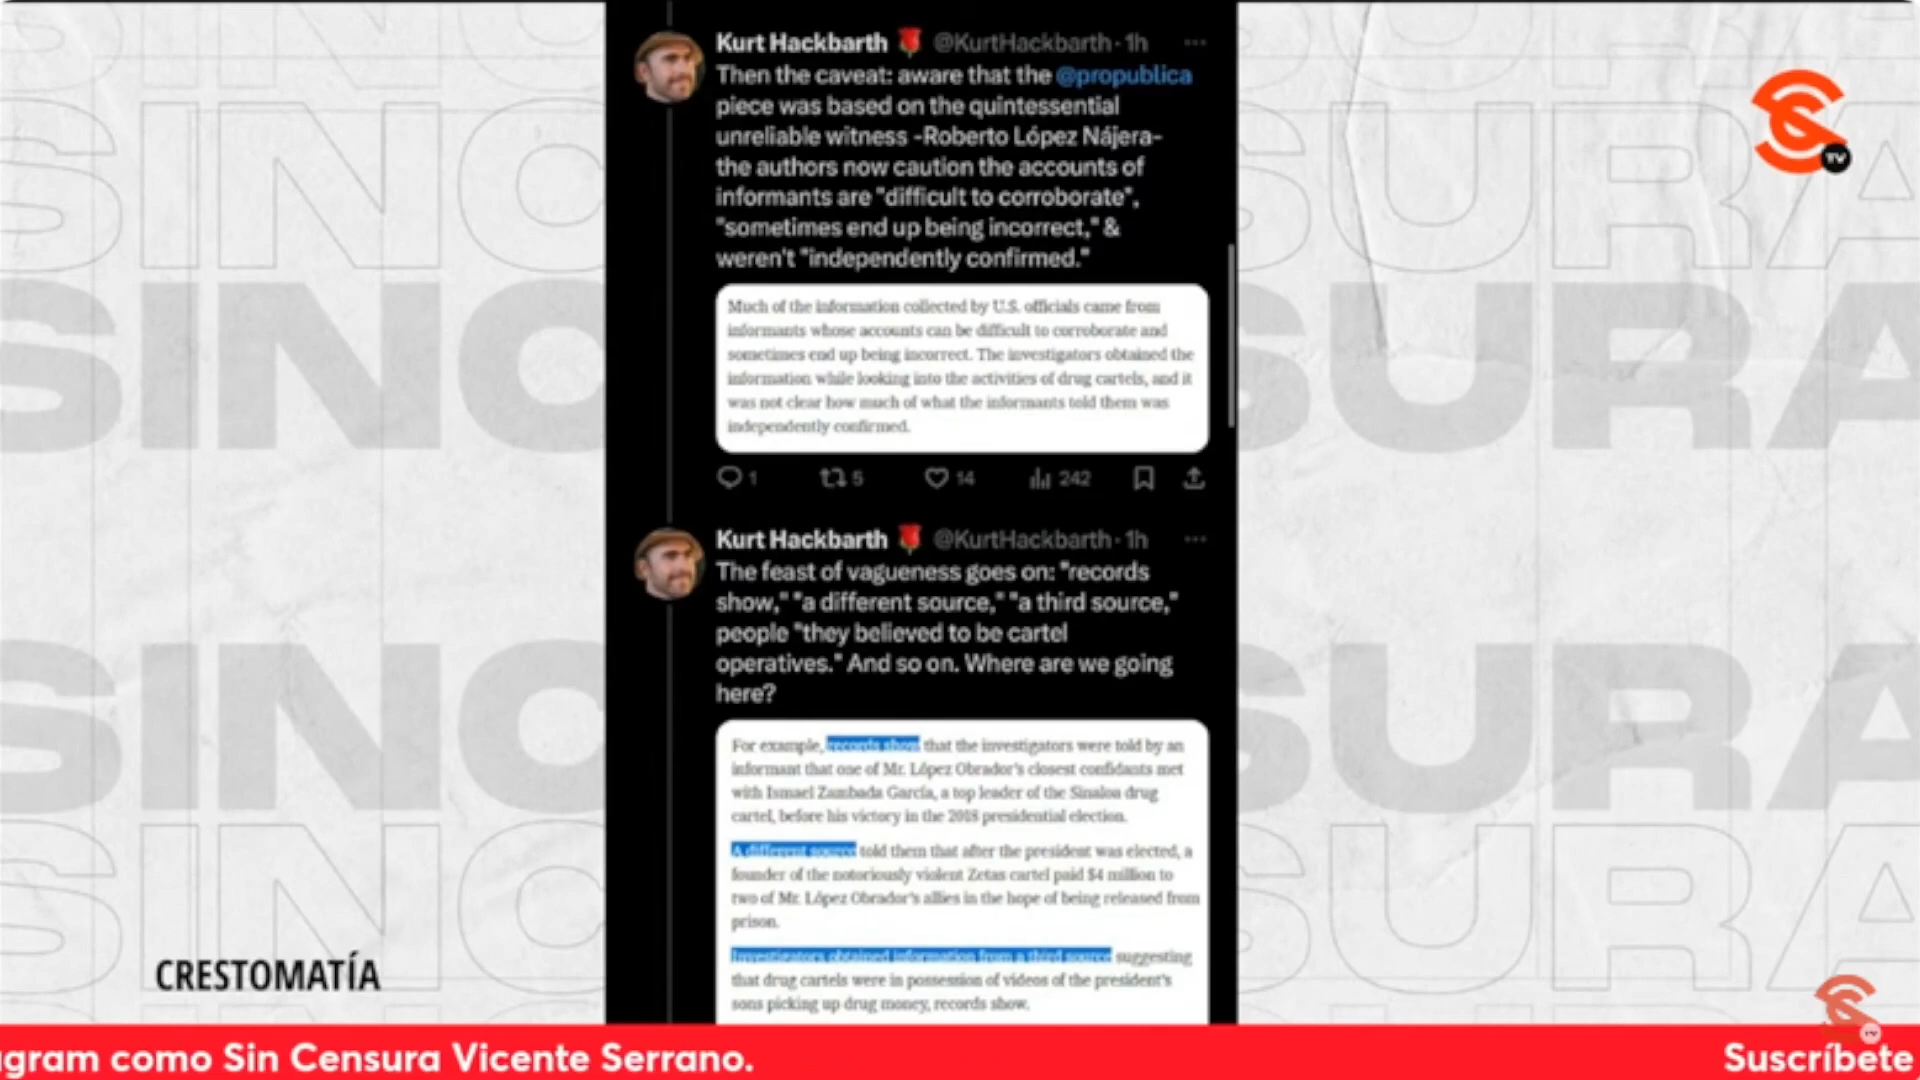 Kurt Hackbarth @KurtHackbarth · 1h
Then the caveat: aware that the @propublica
piece was based on the quintessential
unreliable witness -Roberto López Nájera-
the authors now caution the accounts of
informants are "difficult to corroborate",
"sometimes end up being incorrect," &
weren't "independently confirmed."
Much of the information collected by U.S. officials came from
informants whose accounts can be difficult to corroborate and
sometimes end up being incorrect. The investigators obtained the
information while looking into the activities of drug cartels, and it
was not clear how much of what the informants told them was
independently confirmed.
1 5 14 242
Kurt Hackbarth @KurtHackbarth · 1h
The feast of vagueness goes on: "records
show," "a different source," "a third source,"
people "they believed to be cartel
operatives." And so on. Where are we going
here?
For example, records show that the investigators were told by an
informant that one of Mr. López Obrador's closest confidants met
with Ismael Zambada García, a top leader of the Sinaloa drug
cartel, before his victory in the 2018 presidential election.
A different source told them that after the president was elected, a
founder of the notoriously violent Zetas cartel paid $4 million to
two of Mr. López Obrador's allies in the hope of being released from
prison.
Investigators obtained information from a third source suggesting
that drug cartels were in possession of videos of the president's
sons picking up drug money, records show.
SINC
SURA
SINC
SURA
SINC
SURA
SINC
SURA
SINC
SURA
TV
CRESTOMATÍA
TV
gram como Sin Censura Vicente Serrano.
Suscríbete